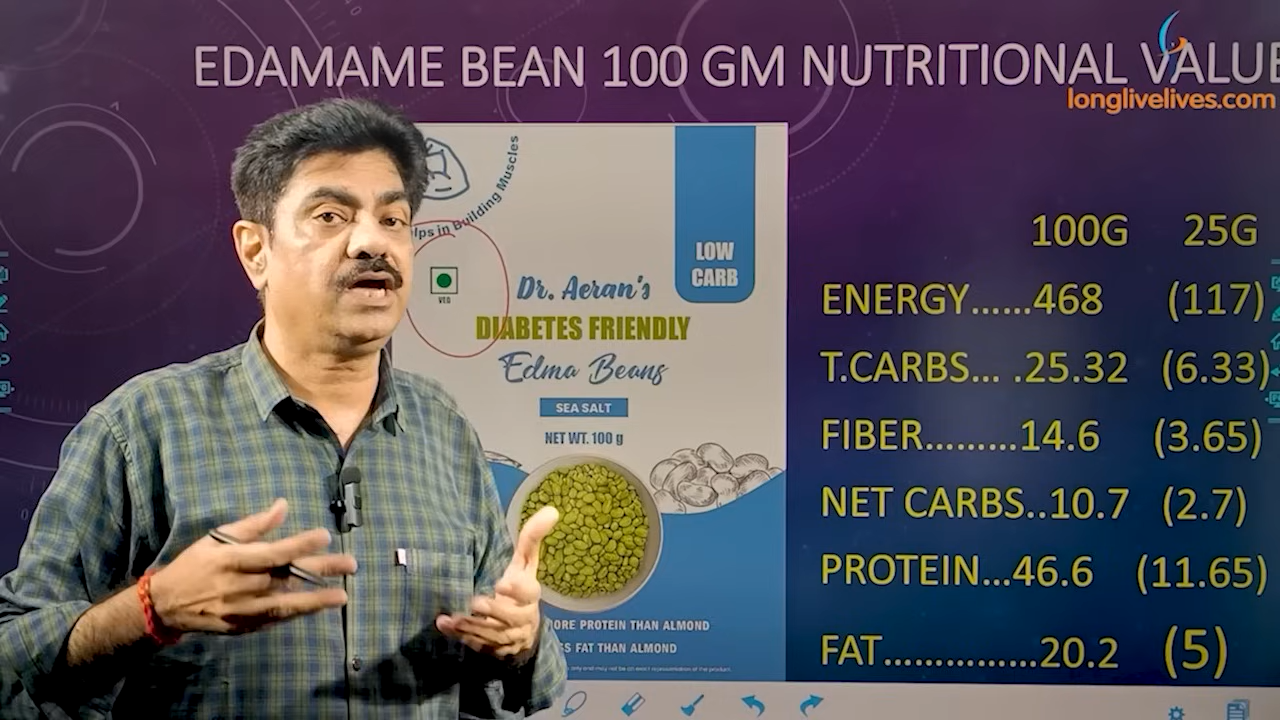 EDAMAME BEAN 100 GM NUTRITIONAL VALUE
longlivelives.com
lps in Building Muscles
LOW
CARB
VEG
Dr. Aeran's
DIABETES FRIENDLY
Edma Beans
SEA SALT
NET WT. 100 g
ORE PROTEIN THAN ALMOND
SS FAT THAN ALMOND
100G 25G
ENERGY......468 (117)
T.CARBS... .25.32 (6.33)
FIBER.........14.6 (3.65)
NET CARBS..10.7 (2.7)
PROTEIN...46.6 (11.65)
FAT...............20.2 (5)